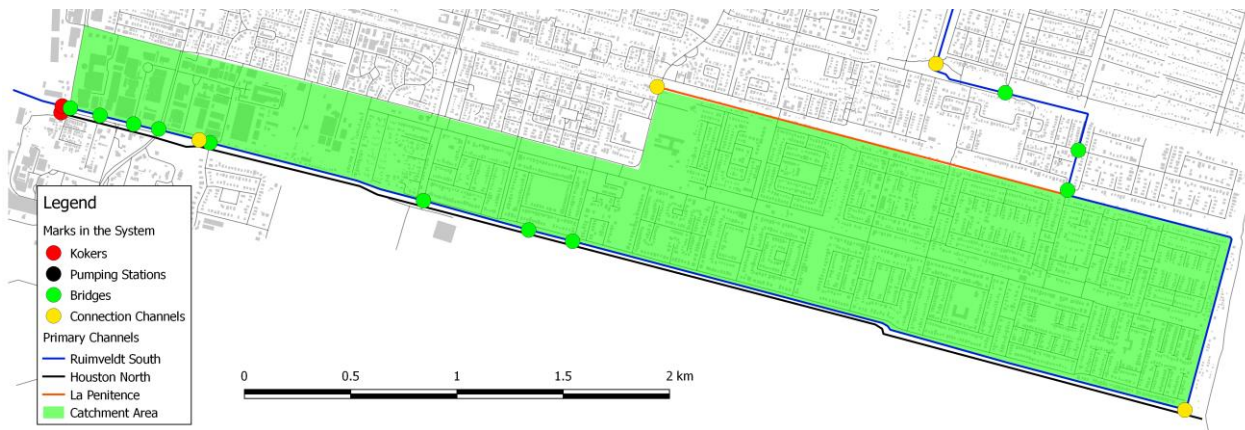 Legend
Marks in the System
Kokers
Pumping Stations
Bridges
Connection Channels
Primary Channels
Ruimveldt South
Houston North
La Penitence
Catchment Area
0 0.5 1 1.5 2 km